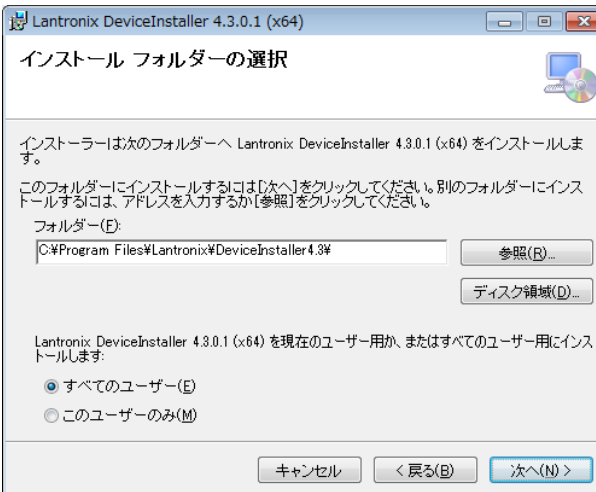 Lantronix DeviceInstaller 4.3.0.1 (x64)
インストール フォルダーの選択
インストーラーは次のフォルダーへ Lantronix DeviceInstaller 4.3.0.1 (x64) をインストールしま
す。
このフォルダーにインストールするには[次へ]をクリックしてください。別のフォルダーにインス
トールするには、アドレスを入力するか[参照]をクリックしてください。
フォルダー(F):
C:¥Program Files¥Lantronix¥DeviceInstaller4.3¥
参照(R)...
ディスク領域(D)...
Lantronix DeviceInstaller 4.3.0.1 (x64) を現在のユーザー用か、またはすべてのユーザー用にインス
トールします:
すべてのユーザー(E)
このユーザーのみ(M)
キャンセル
< 戻る(B)
次へ(N) >